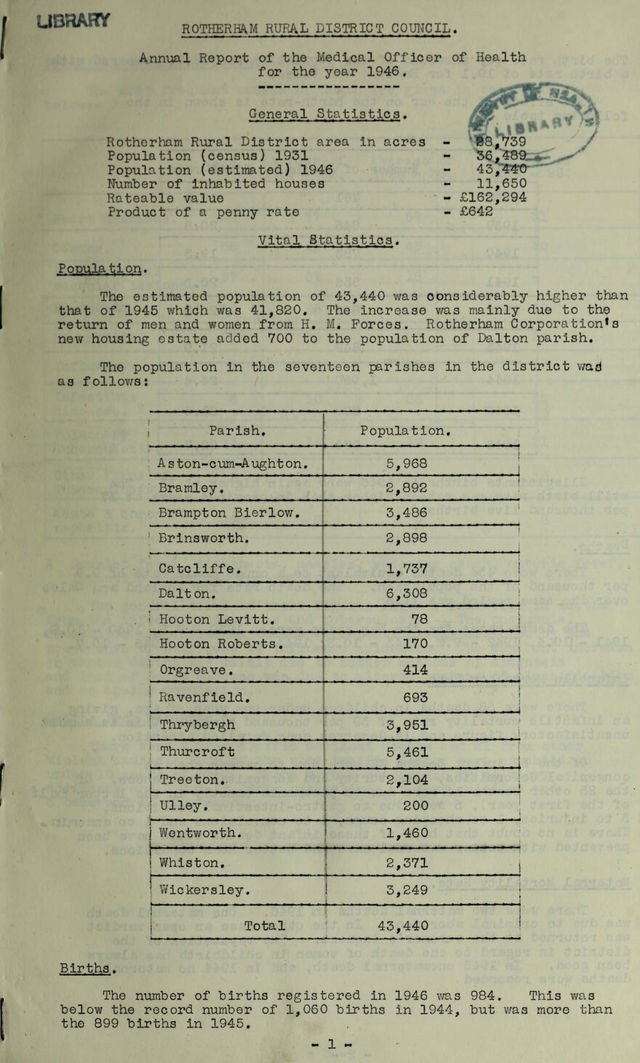 LIBRARY
ROTHERHAM RURAL DISTRICT COUNCIL.
Annual Report of the Medical Officer of Health
for the year 1946.
General Statistics.
LIBRARY
Rotherham Rural District area in acres - 28,739
Population (census) 1931 - 36,489
Population (estimated) 1946 - 43,440
Number of inhabited houses - 11,650
Rateable value - £162,294
Product of a penny rate - £642
Vital Statistics.
Population.
The estimated population of 43,440 was considerably higher than
that of 1945 which was 41,820. The increase was mainly due to the
return of men and women from H. M. Forces. Rotherham Corporation's
new housing estate added 700 to the population of Dalton parish.
The population in the seventeen parishes in the district wad
as follows:
Parish. Population.
Aston-cum-Aughton. 5,968
Bramley. 2,892
Brampton Bierlow. 3,486
Brinsworth. 2,898
Catcliffe. 1,737
Dalton. 6,308
Hooton Levitt. 78
Hooton Roberts. 170
Orgreave. 414
Ravenfield. 693
Thrybergh 3,951
Thurcroft 5,461
Treeton. 2,104
Ulley. 200
Wentworth. 1,460
Whiston. 2,371
Wickersley. 3,249
Total 43,440
Births.
The number of births registered in 1946 was 984. This was
below the record number of 1,060 births in 1944, but was more than
the 899 births in 1945.
- 1 -